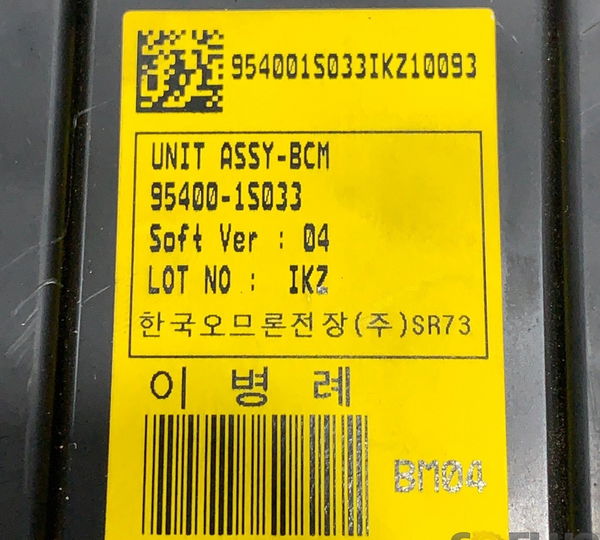 954001S033IKZ10093
UNIT ASSY-BCM
95400-1S033
Soft Ver : 04
LOT NO : IKZ
한국오므론전장(주)SR73
이 병 례
BM04